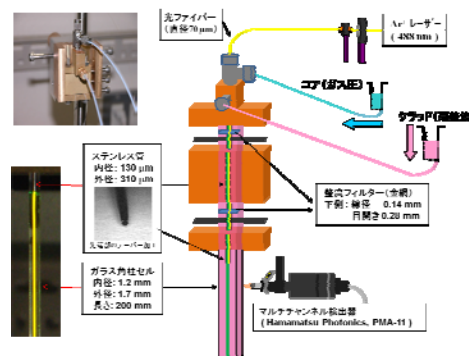 光ファイバー
(直径70 μm)
Ar⁺ レーザー
(488 nm)
コア(ガス圧)
クラッド(
ステンレス管
内径: 130 μm
外径: 310 μm
整流フィルター(金網)
下側: 線径 0.14 mm
目開き 0.28 mm
ガラス角柱セル
内径: 1.2 mm
外径: 1.7 mm
長さ: 200 mm
マルチチャンネル検出器
(Hamamatsu Photonics, PMA-11)